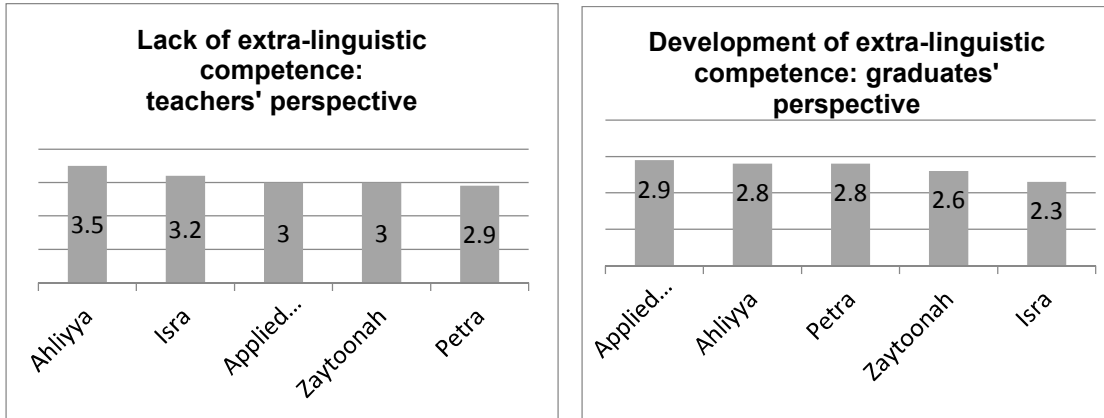 Lack of extra-linguistic
competence:
teachers' perspective
3.5
3.2
3
3
2.9
Ahliyya
Isra
Applied...
Zaytoonah
Petra
Development of extra-linguistic
competence: graduates'
perspective
2.9
2.8
2.8
2.6
2.3
Applied...
Ahliyya
Petra
Zaytoonah
Isra